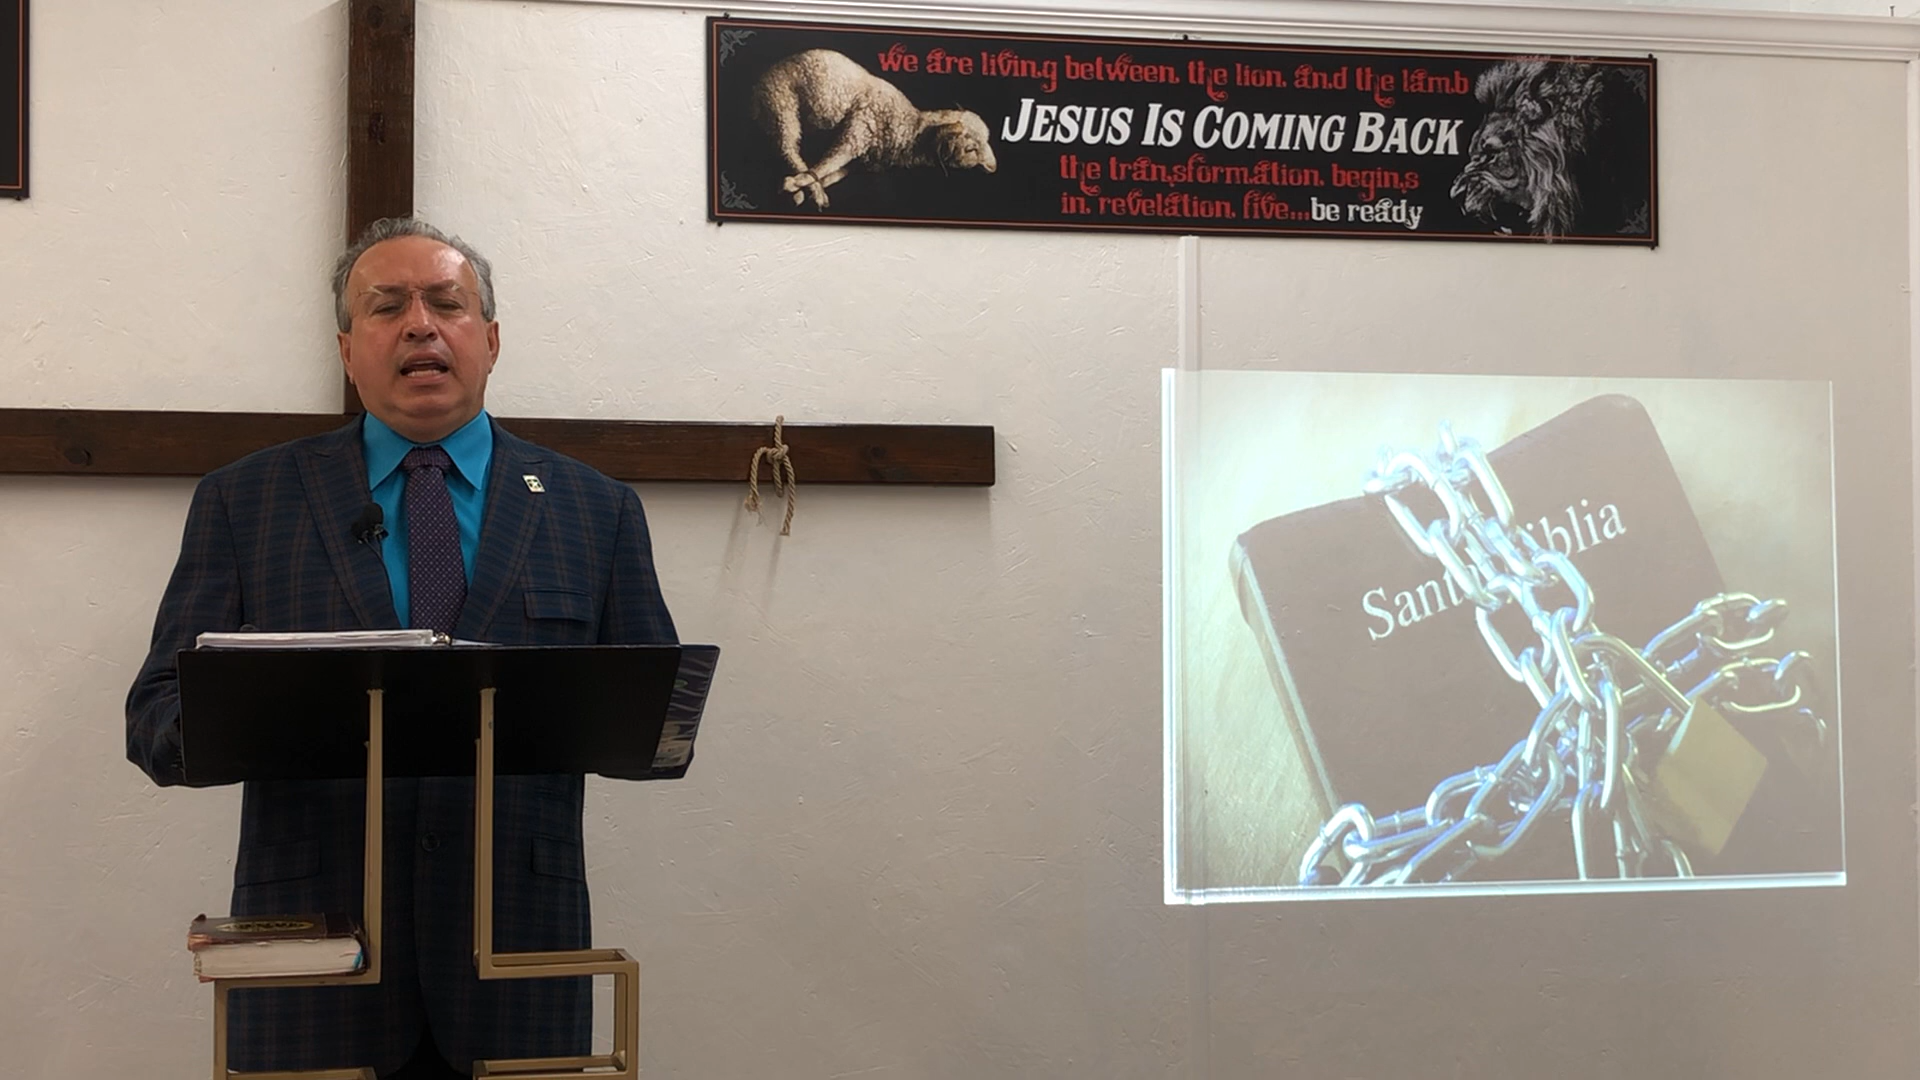 we are living between the lion and the lamb
JESUS IS COMING BACK
the transformation begins
in revelation five...be ready
Santa Biblia